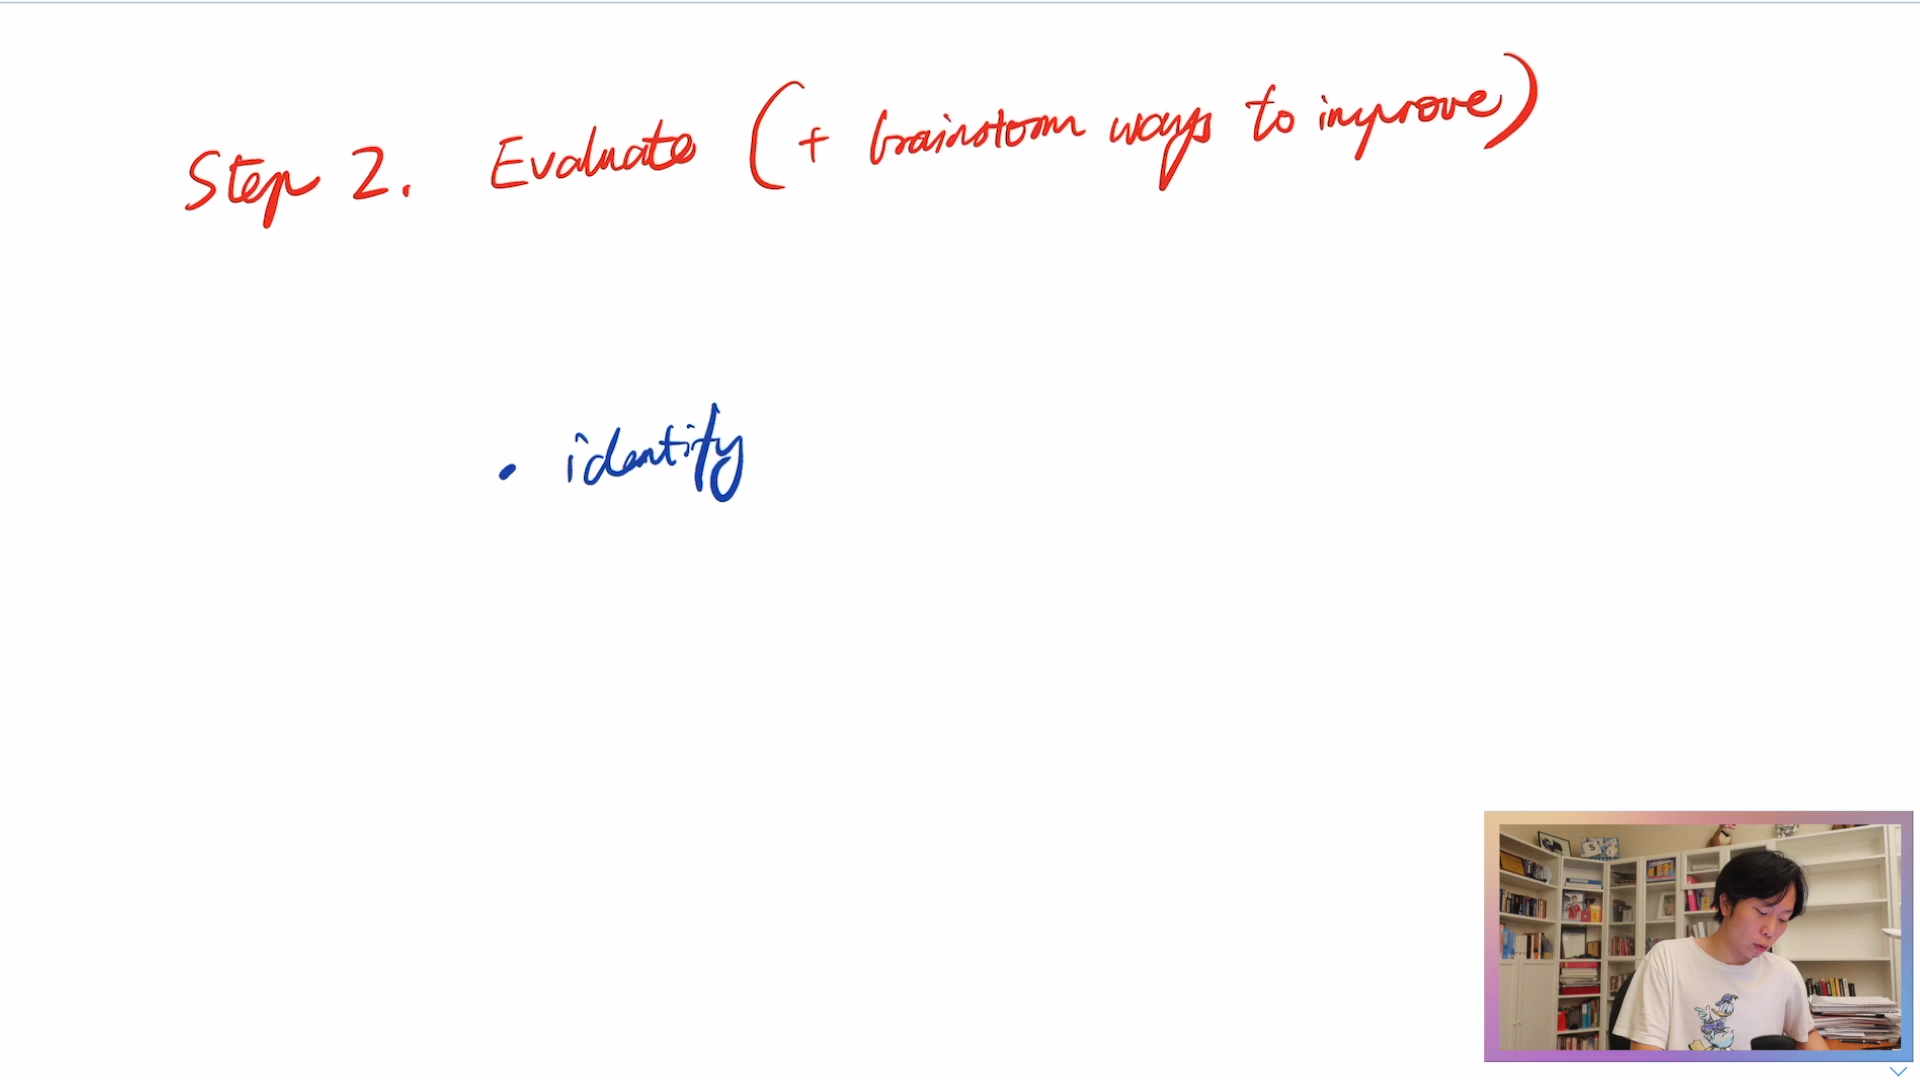 Step 2. Evaluate (+ brainstorm ways to improve)
• identify